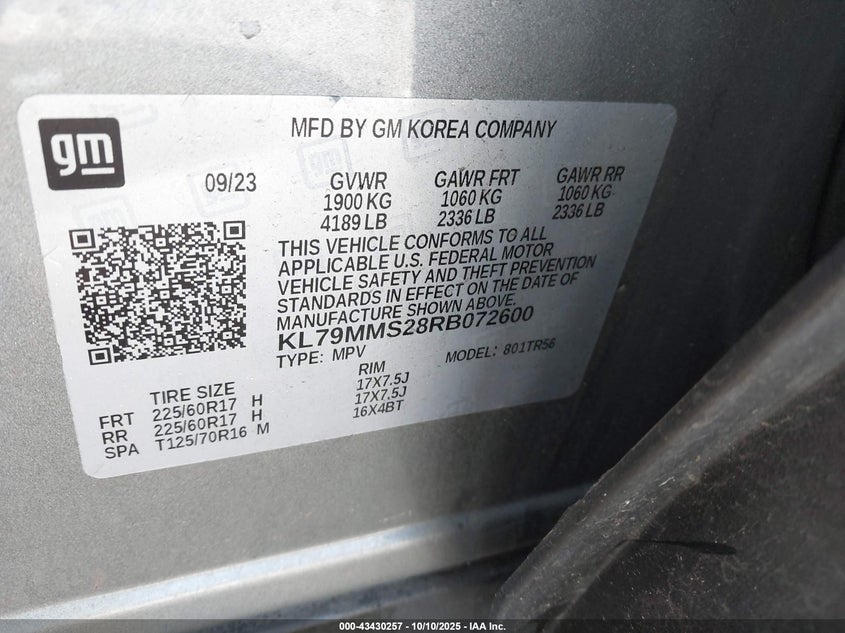 gm
MFD BY GM KOREA COMPANY
09/23
GVWR GAWR FRT GAWR RR
1900 KG 1060 KG 1060 KG
4189 LB 2336 LB 2336 LB
THIS VEHICLE CONFORMS TO ALL
APPLICABLE U.S. FEDERAL MOTOR
VEHICLE SAFETY AND THEFT PREVENTION
STANDARDS IN EFFECT ON THE DATE OF
MANUFACTURE SHOWN ABOVE.
KL79MMS28RB072600
TYPE: MPV MODEL: 801TR56
TIRE SIZE RIM
FRT 225/60R17 H 17X7.5J
RR 225/60R17 H 17X7.5J
SPA T125/70R16 M 16X4BT
000-43430257 - 10/10/2025 - IAA Inc.